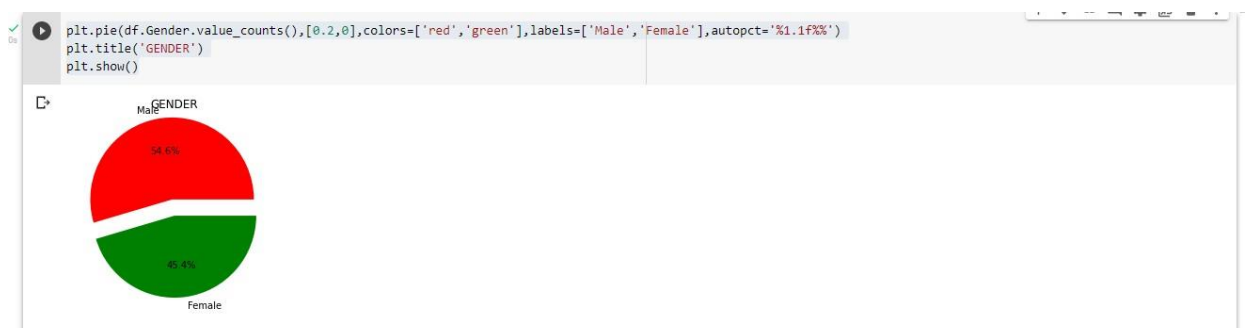 plt.pie(df.Gender.value_counts(),[0.2,0],colors=['red','green'],labels=['Male','Female'],autopct='%1.1f%%')
0s
plt.title('GENDER')
plt.show()
GENDER
Male
54.6%
45.4%
Female